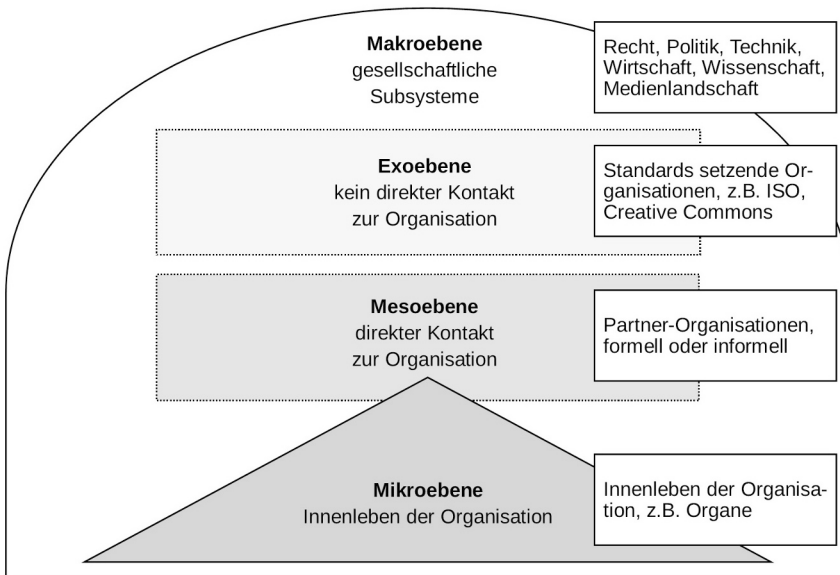 Makroebene
gesellschaftliche
Subsysteme
Recht, Politik, Technik,
Wirtschaft, Wissenschaft,
Medienlandschaft
Exoebene
kein direkter Kontakt
zur Organisation
Standards setzende Or-
ganisationen, z.B. ISO,
Creative Commons
Mesoebene
direkter Kontakt
zur Organisation
Partner-Organisationen,
formell oder informell
Mikroebene
Innenleben der Organisation
Innenleben der Organisa-
tion, z.B. Organe